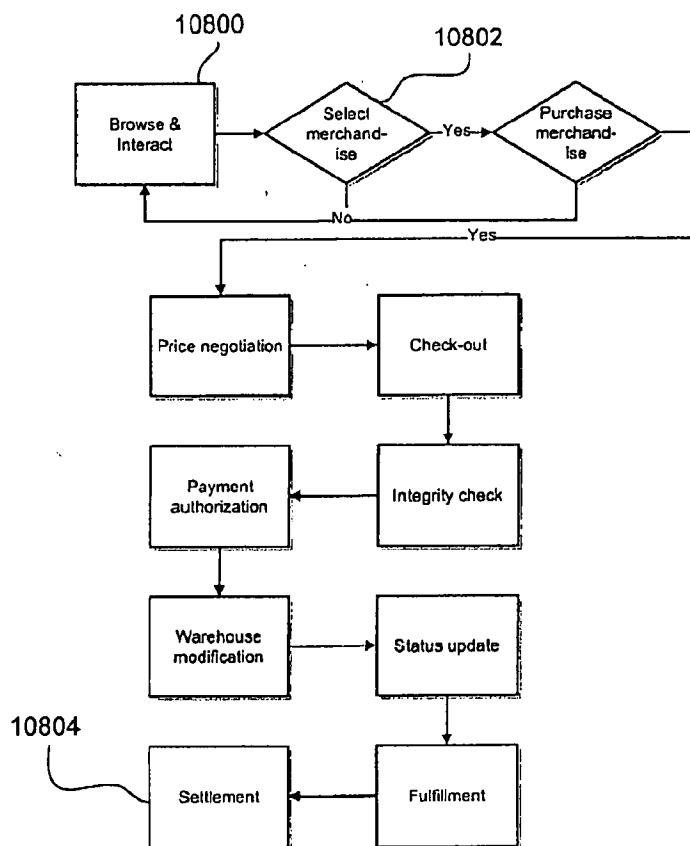 10800
10802
Browse &
Interact
Select
merchand-
ise
Yes
Purchase
merchand-
ise
No
Yes
Price negotiation
Check-out
Payment
authorization
Integrity check
Warehouse
modification
Status update
10804
Settlement
Fulfillment